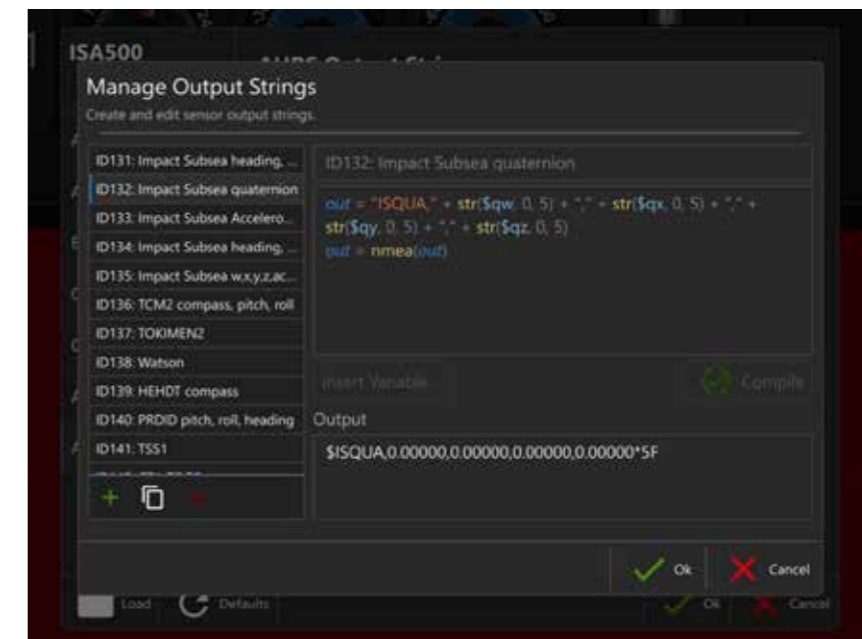 ISA500
Manage Output Strings
Create and edit sensor output strings.
ID131: Impact Subsea heading, ...
ID132: Impact Subsea quaternion
ID133: Impact Subsea Accelero...
ID134: Impact Subsea heading, ...
ID135: Impact Subsea w,x,y,z,ac...
ID136: TCM2 compass, pitch, roll
ID137: TOKIMEN2
ID138: Watson
ID139: HEHDT compass
ID140: PRDID pitch, roll, heading
ID141: TSS1
ID132: Impact Subsea quaternion
out = "ISQUA," + str($qw, 0, 5) + "," + str($qx, 0, 5) + "," +
str($qy, 0, 5) + "," + str($qz, 0, 5)
out = nmea(out)
Insert Variable...
Compile
Output
$ISQUA,0.00000,0.00000,0.00000,0.00000*5F
Ok
Cancel
Load
Defaults
Ok
Cancel